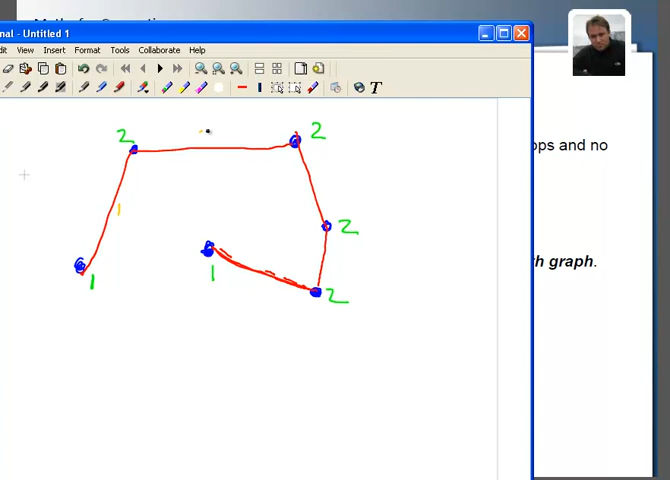 nal - Untitled 1
dit View Insert Format Tools Collaborate Help
T
2 2
ops and no
1
2
th graph.
1
1
2